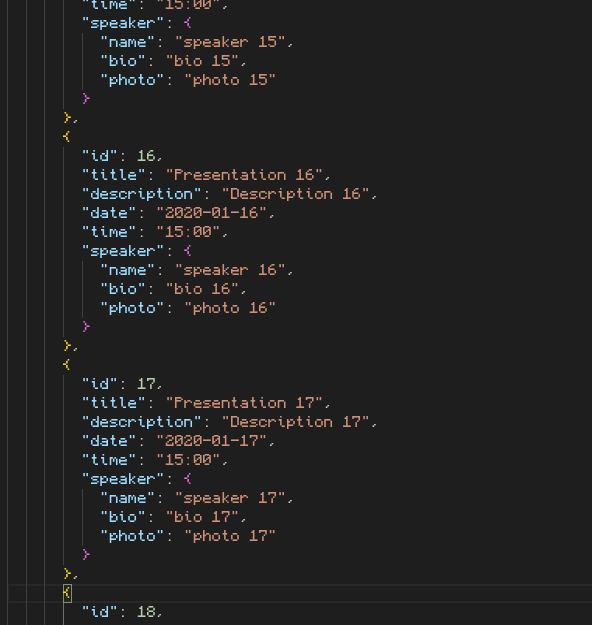 "time": "15:00",
"speaker": {
"name": "speaker 15",
"bio": "bio 15",
"photo": "photo 15"
}
},
{
"id": 16,
"title": "Presentation 16",
"description": "Description 16",
"date": "2020-01-16",
"time": "15:00",
"speaker": {
"name": "speaker 16",
"bio": "bio 16",
"photo": "photo 16"
}
},
{
"id": 17,
"title": "Presentation 17",
"description": "Description 17",
"date": "2020-01-17",
"time": "15:00",
"speaker": {
"name": "speaker 17",
"bio": "bio 17",
"photo": "photo 17"
}
},
{
"id": 18,